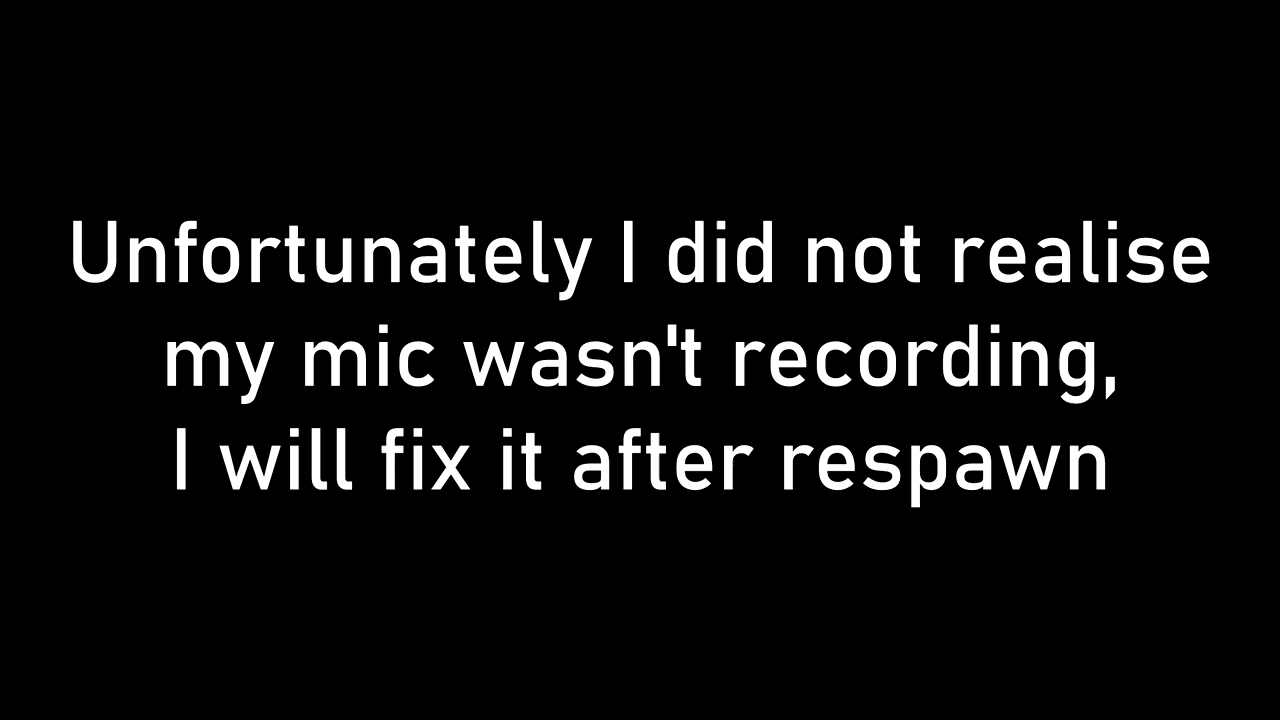 Unfortunately I did not realise
my mic wasn't recording,
I will fix it after respawn